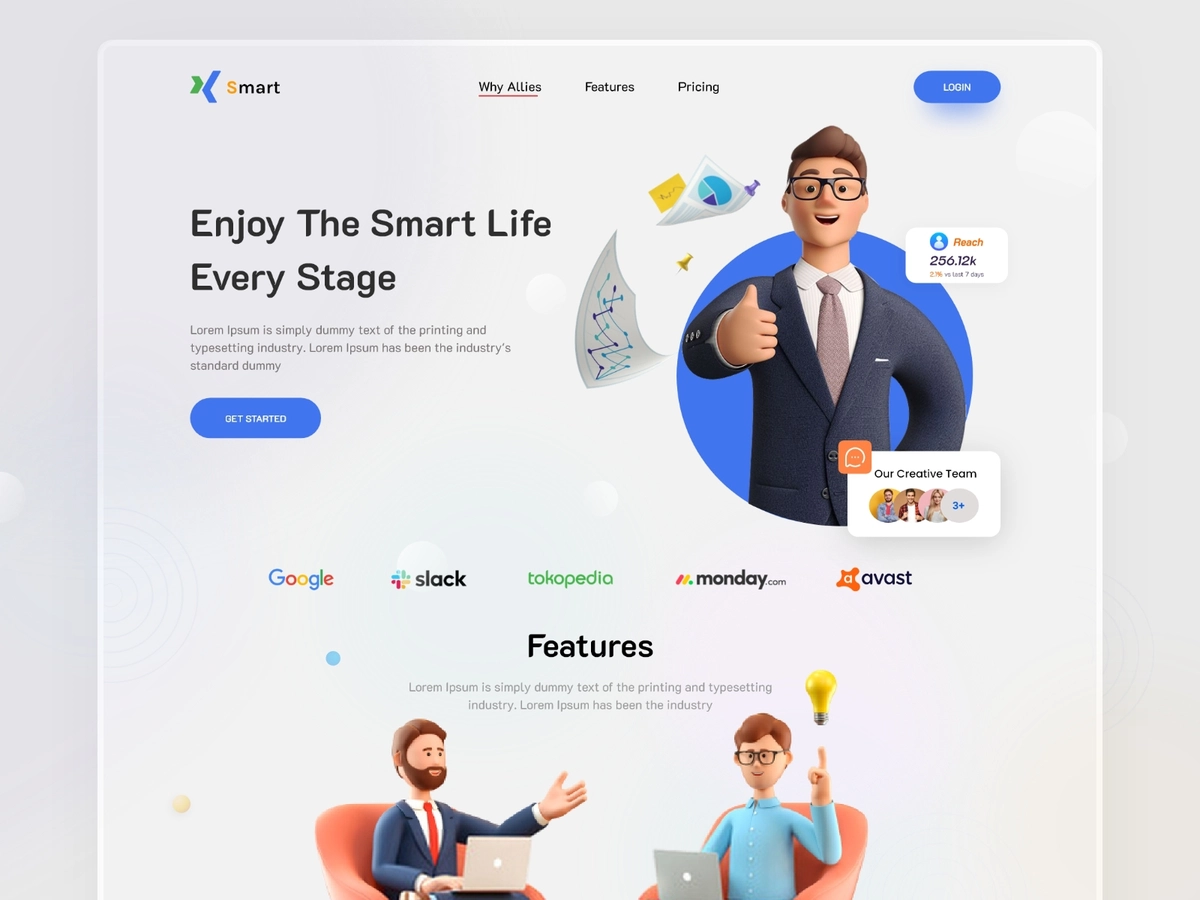 Smart
Why Allies
Features
Pricing
LOGIN
Enjoy The Smart Life
Every Stage
Lorem Ipsum is simply dummy text of the printing and
typesetting industry. Lorem Ipsum has been the industry's
standard dummy
GET STARTED
Reach
256.12k
2.1% vs last 7 days
Our Creative Team
3+
Google
slack
tokopedia
monday.com
avast
Features
Lorem Ipsum is simply dummy text of the printing and typesetting
industry. Lorem Ipsum has been the industry